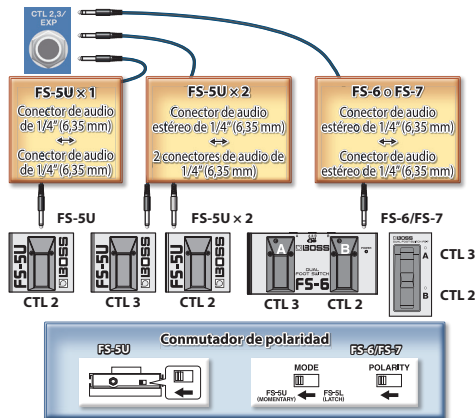 CTL 2,3/
EXP
FS-5U × 1
Conector de audio
de 1/4” (6,35 mm)
Conector de audio
de 1/4” (6,35 mm)
FS-5U × 2
Conector de audio
estéreo de 1/4” (6,35 mm)
2 conectores de audio de
1/4” (6,35 mm)
FS-6 o FS-7
Conector de audio
estéreo de 1/4” (6,35 mm)
Conector de audio
estéreo de 1/4” (6,35 mm)
FS-5U
FS-5U × 2
FS-6/FS-7
FS-5U
BOSS
CTL 2
FS-5U
BOSS
CTL 3
FS-5U
BOSS
CTL 2
A
BOSS
B
DUAL
FOOT SWITCH
FS-6
CTL 3
CTL 2
BOSS
A
CTL 3
B
CTL 2
Conmutador de polaridad
FS-5U
FS-6/FS-7
MODE
POLARITY
FS-5U
(MOMENTARY)
FS-5L
(LATCH)